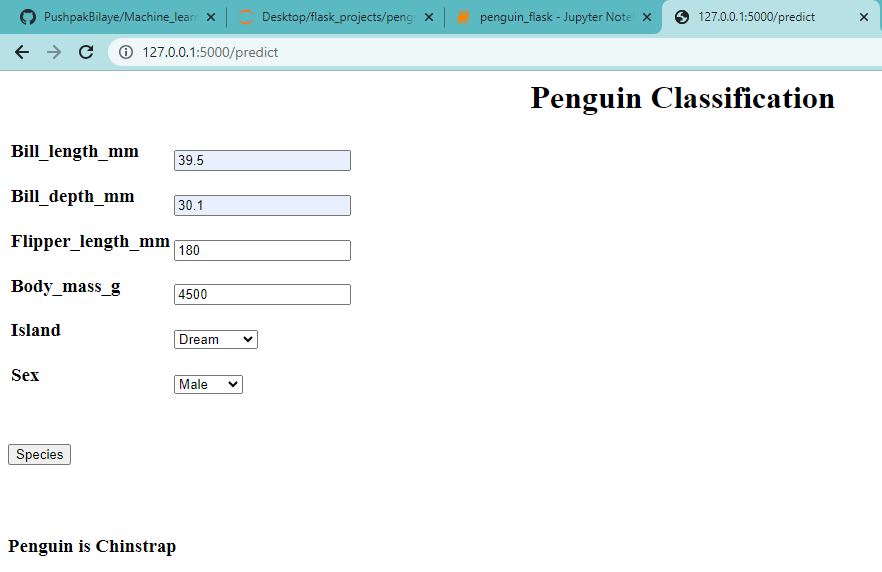 PushpakBilaye/Machine_lear
Desktop/flask_projects/peng
penguin_flask - Jupyter Note
127.0.0.1:5000/predict
127.0.0.1:5000/predict
Penguin Classification
Bill_length_mm 39.5
Bill_depth_mm 30.1
Flipper_length_mm 180
Body_mass_g 4500
Island Dream
Sex Male
Species
Penguin is Chinstrap